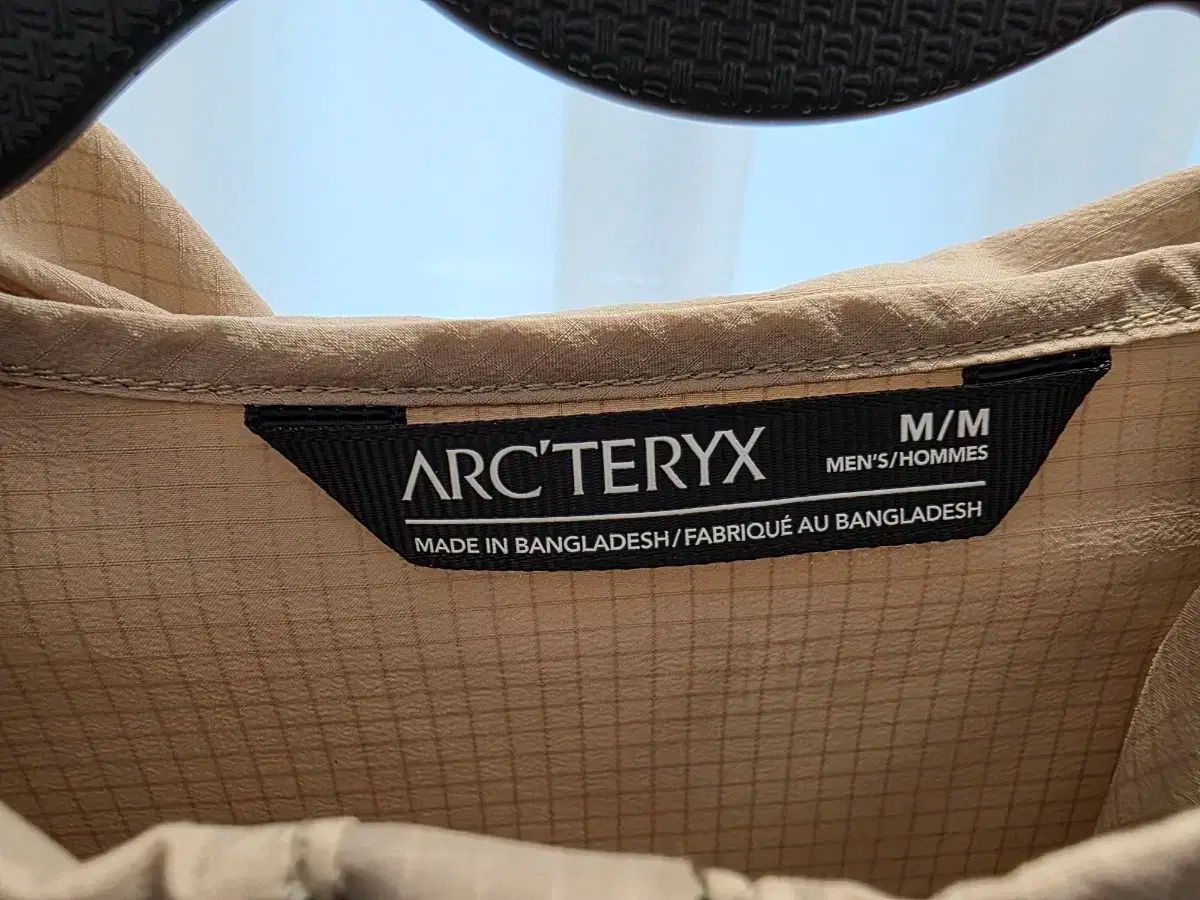 ARC'TERYX
M/M
MEN'S/HOMMES
MADE IN BANGLADESH/FABRIQUÉ AU BANGLADESH